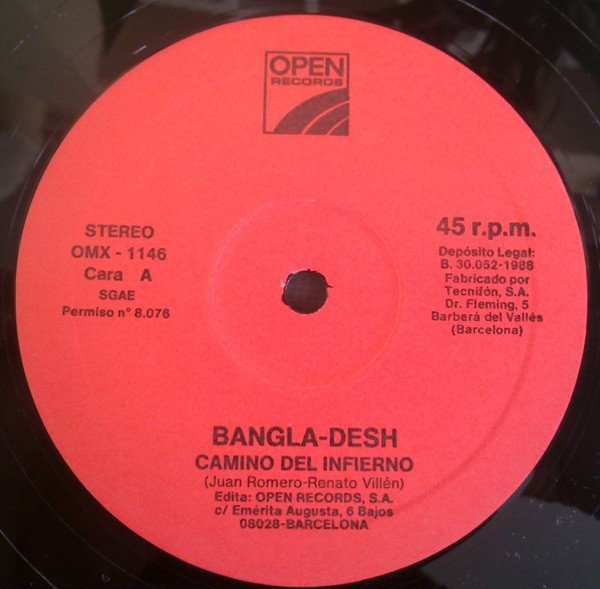 OPEN
RECORDS
STEREO
OMX - 1146
Cara A
SGAE
Permiso n° 8.076
45 r.p.m.
Depósito Legal:
B. 30.052-1988
Fabricado por
Tecnifón, S.A.
Dr. Fleming, 5
Barberá del Vallés
(Barcelona)
BANGLA-DESH
CAMINO DEL INFIERNO
(Juan Romero-Renato Villén)
Edita: OPEN RECORDS, S.A.
c/ Emérita Augusta, 6 Bajos
08028-BARCELONA